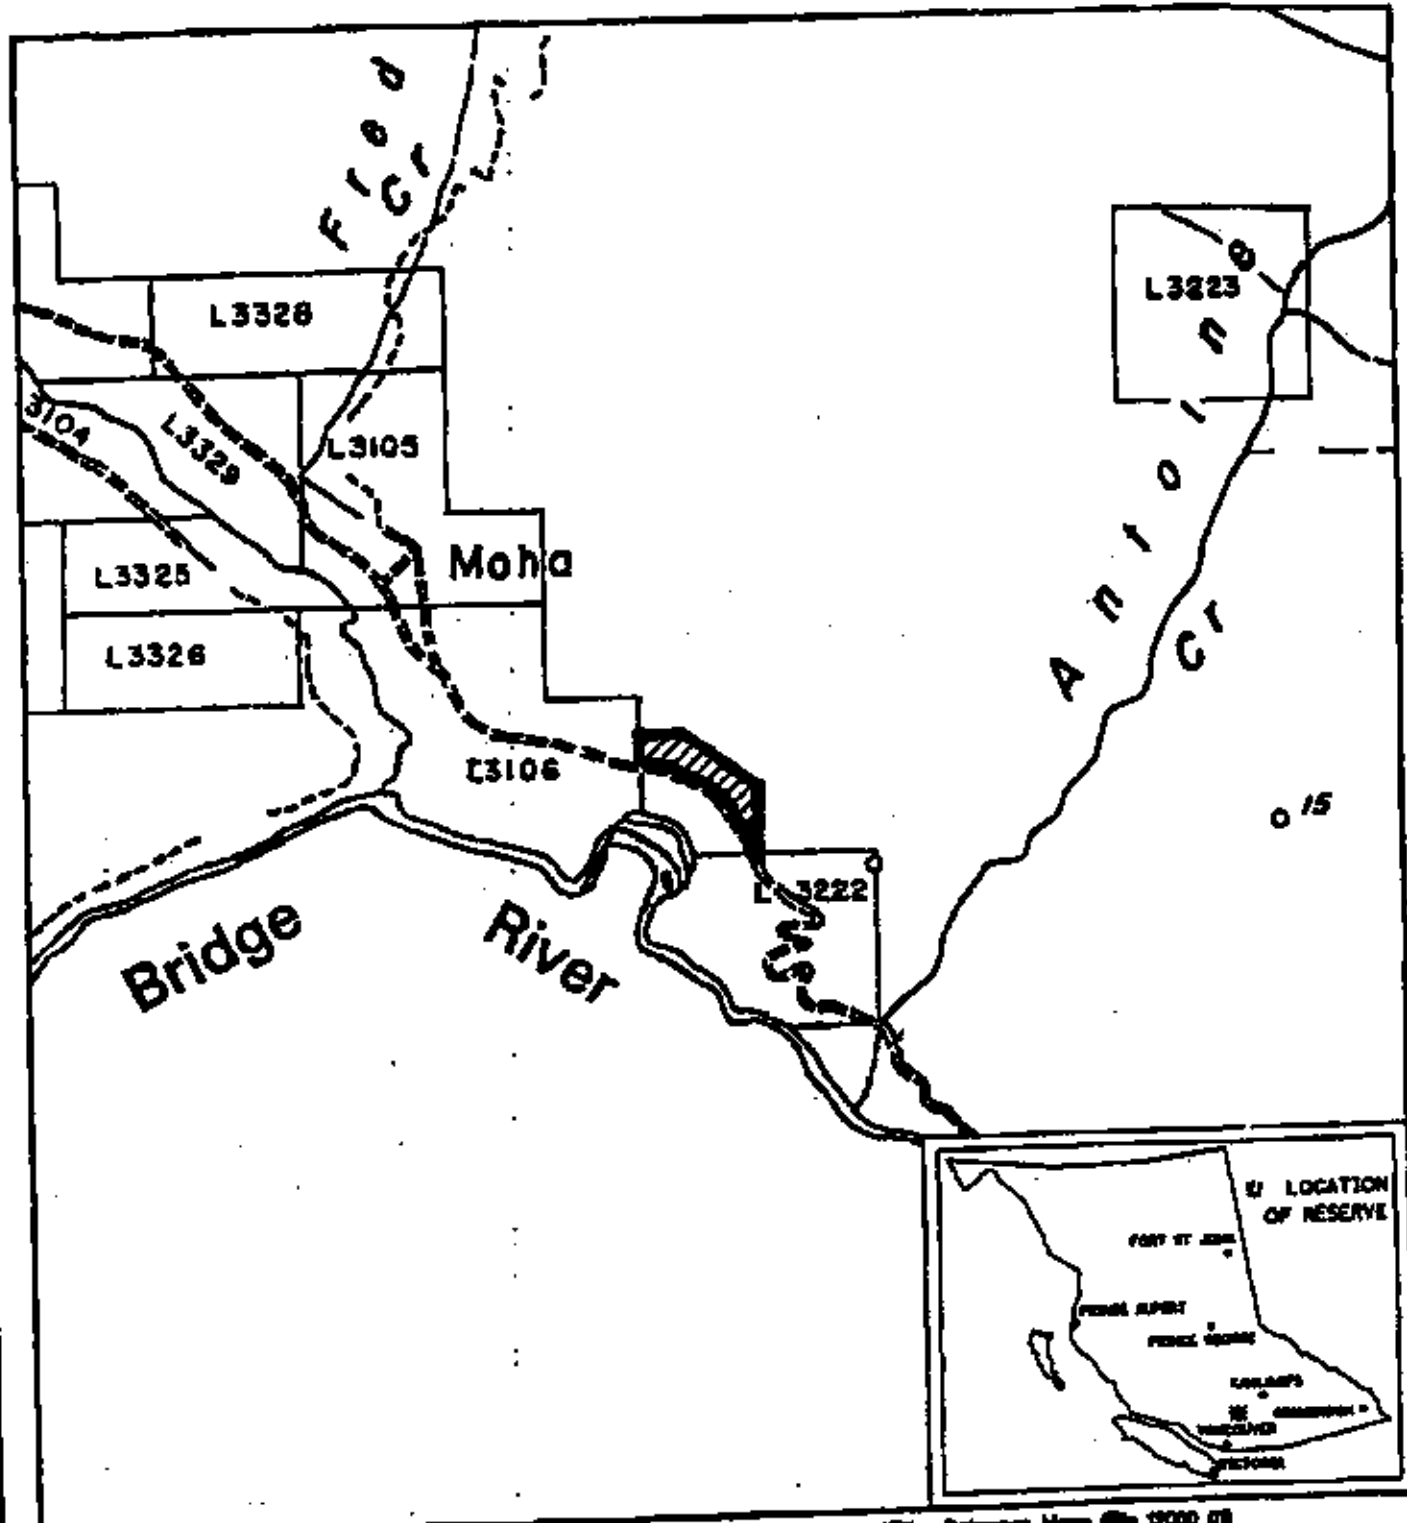 Fred
Cr
L3328
L3223
Antoine
Cr
3104
L3329
L3105
Moha
L3325
L3326
L3106
15
L 3222
Bridge River
LOCATION
OF RESERVE
FORT ST JOHN
PRINCE RUPERT
PRINCE GEORGE
KAMLOOPS
VANCOUVER
VICTORIA